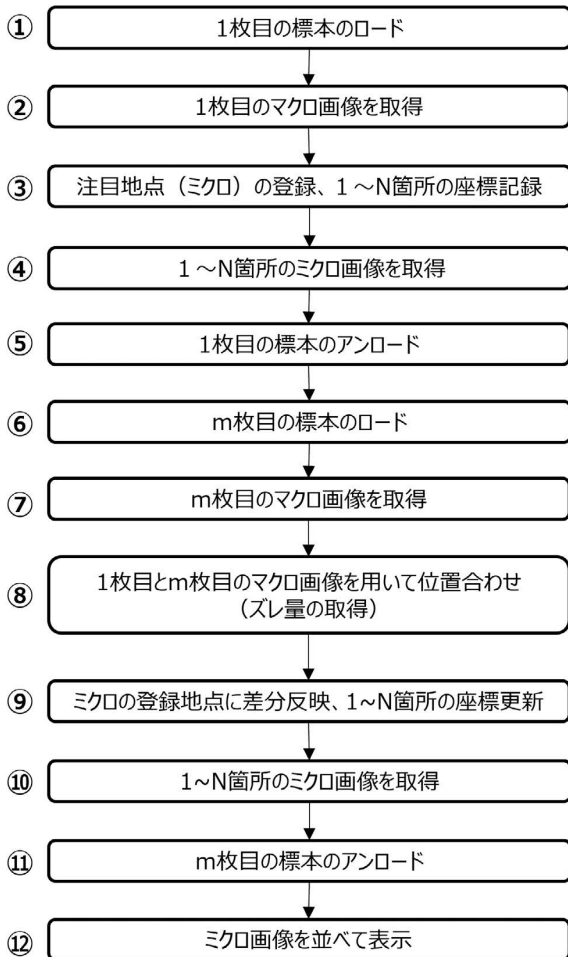 ① 1枚目の標本のロード
② 1枚目のマクロ画像を取得
③ 注目地点（ミクロ）の登録、1～N箇所の座標記録
④ 1～N箇所のミクロ画像を取得
⑤ 1枚目の標本のアンロード
⑥ m枚目の標本のロード
⑦ m枚目のマクロ画像を取得
⑧ 1枚目とm枚目のマクロ画像を用いて位置合わせ
（ズレ量の取得）
⑨ ミクロの登録地点に差分反映、1~N箇所の座標更新
⑩ 1~N箇所のミクロ画像を取得
⑪ m枚目の標本のアンロード
⑫ ミクロ画像を並べて表示